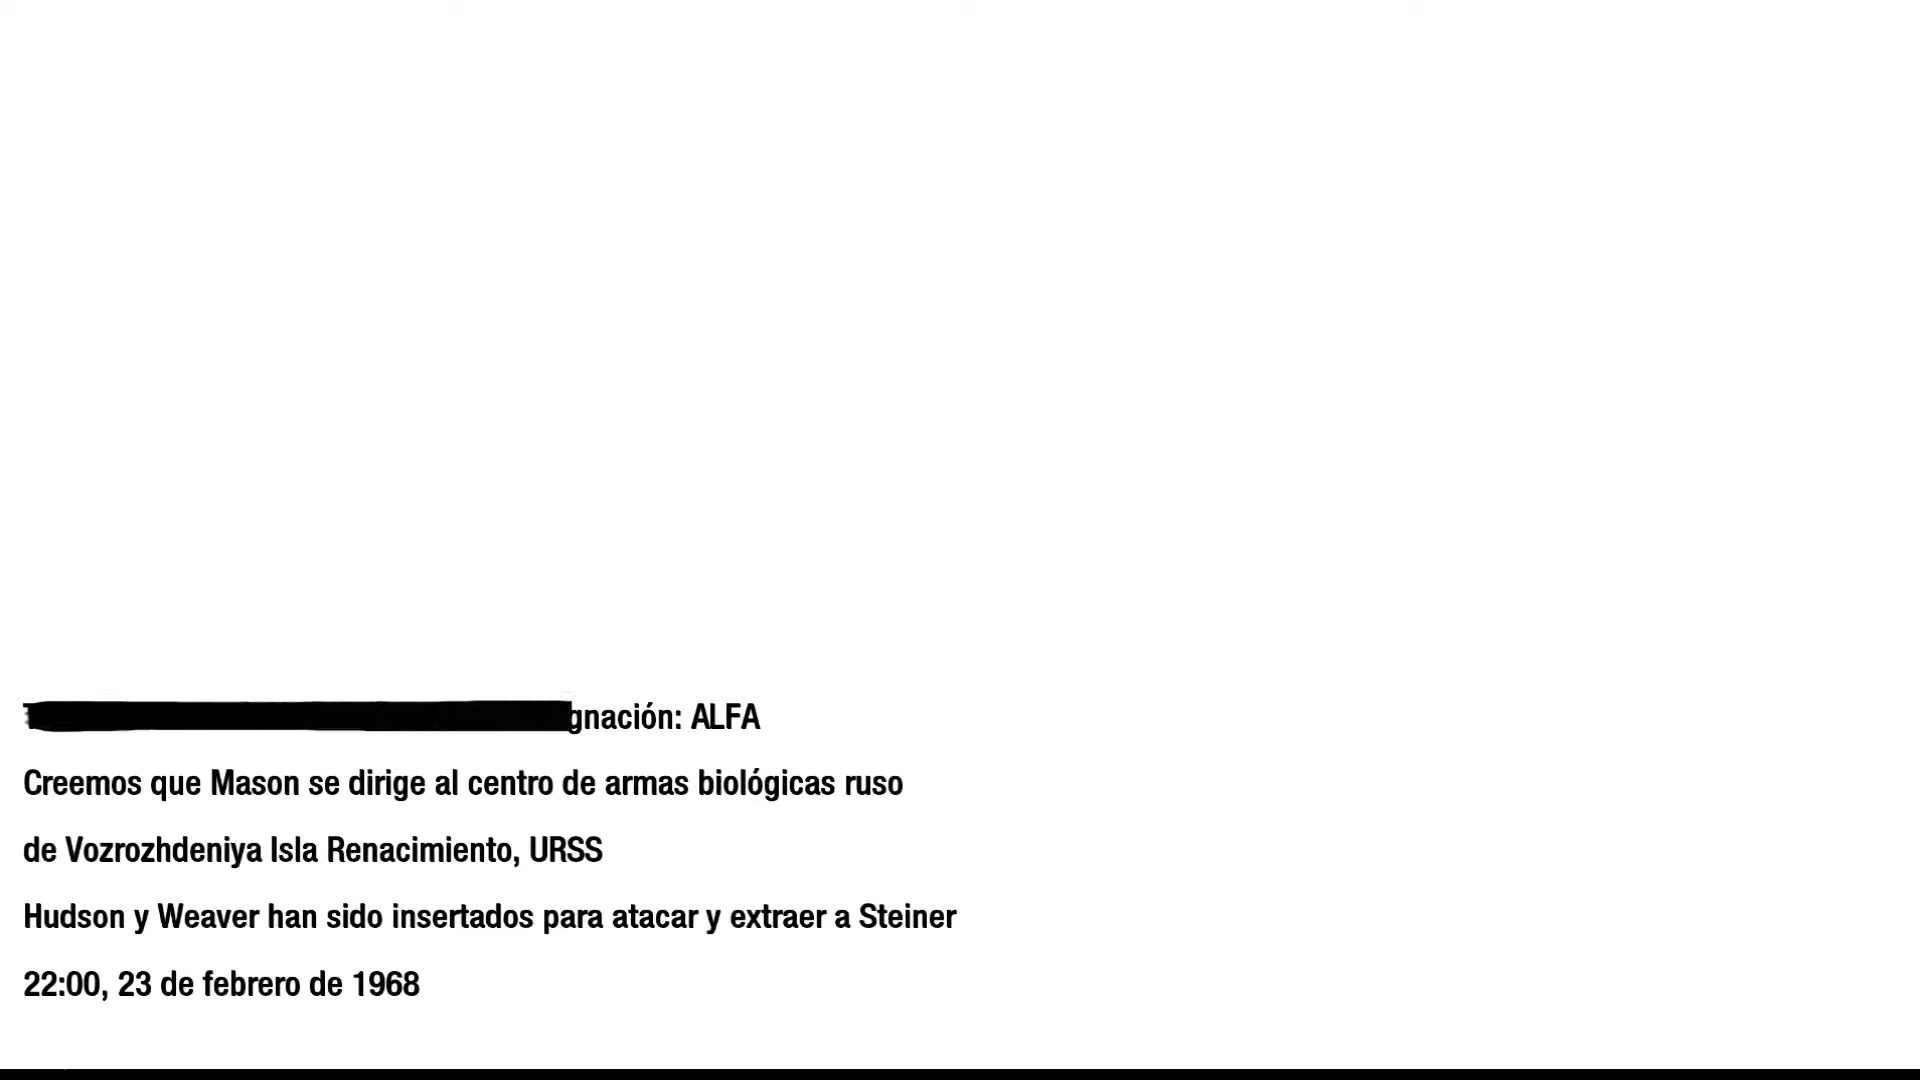 ALFA
Creemos que Mason se dirige al centro de armas biológicas ruso
de Vozrozhdeniya Isla Renacimiento, URSS
Hudson y Weaver han sido insertados para atacar y extraer a Steiner
22:00, 23 de febrero de 1968